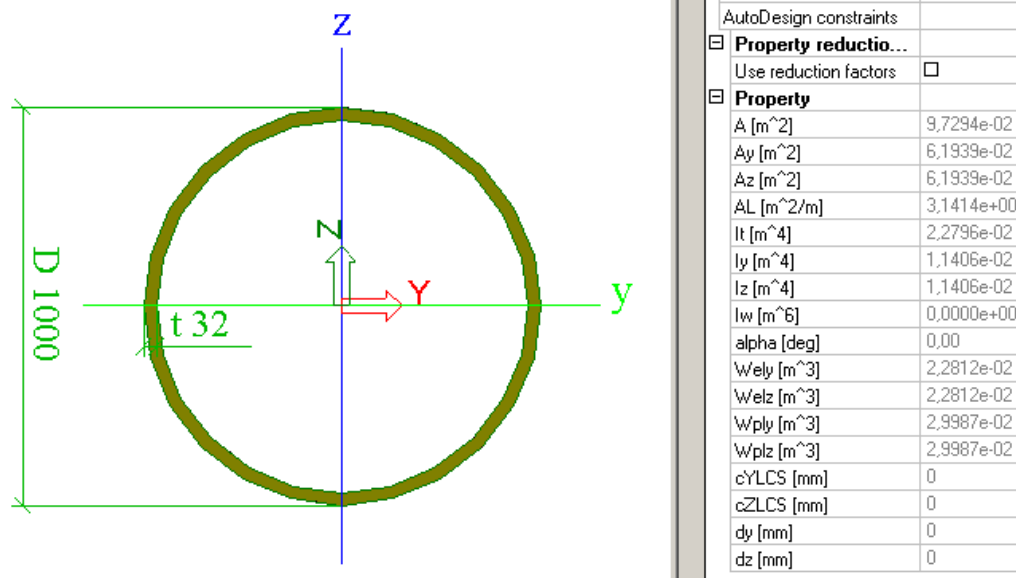 z
D 1000
t 32
Z
Y
y
AutoDesign constraints
Property reductio...
Use reduction factors
Property
A [m^2] 9,7294e-02
Ay [m^2] 6,1939e-02
Az [m^2] 6,1939e-02
AL [m^2/m] 3,1414e+00
It [m^4] 2,2796e-02
Iy [m^4] 1,1406e-02
Iz [m^4] 1,1406e-02
Iw [m^6] 0,0000e+00
alpha [deg] 0,00
Wely [m^3] 2,2812e-02
Welz [m^3] 2,2812e-02
Wply [m^3] 2,9987e-02
Wplz [m^3] 2,9987e-02
cYLCS [mm] 0
cZLCS [mm] 0
dy [mm] 0
dz [mm] 0